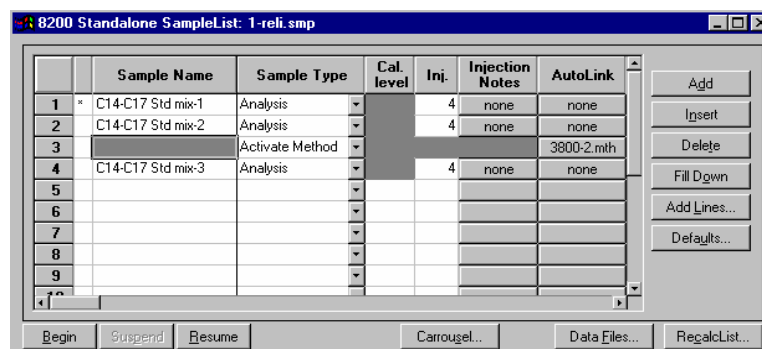 8200 Standalone SampleList: 1-reli.smp
Sample Name Sample Type Cal. level Inj. Injection Notes AutoLink
1 * C14-C17 Std mix-1 Analysis 4 none none
2 C14-C17 Std mix-2 Analysis 4 none none
3 Activate Method 3800-2.mth
4 C14-C17 Std mix-3 Analysis 4 none none
5
6
7
8
9
Add
Insert
Delete
Fill Down
Add Lines...
Defaults...
Begin Suspend Resume Carrousel... Data Files... RecalcList...